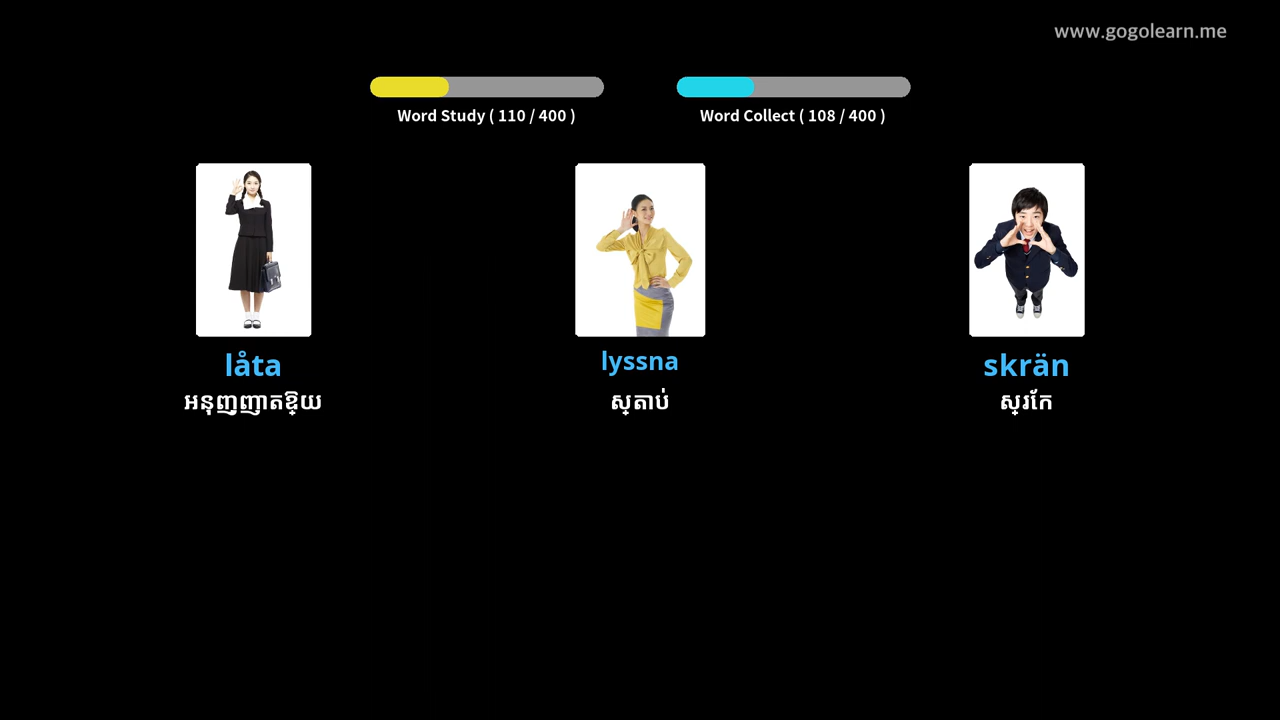 www.gogolearn.me
Word Study ( 110 / 400 )
Word Collect ( 108 / 400 )
låta
lyssna
skrän
អនុញ្ញាតឱ្យ
ស្តាប់
ស្រែក